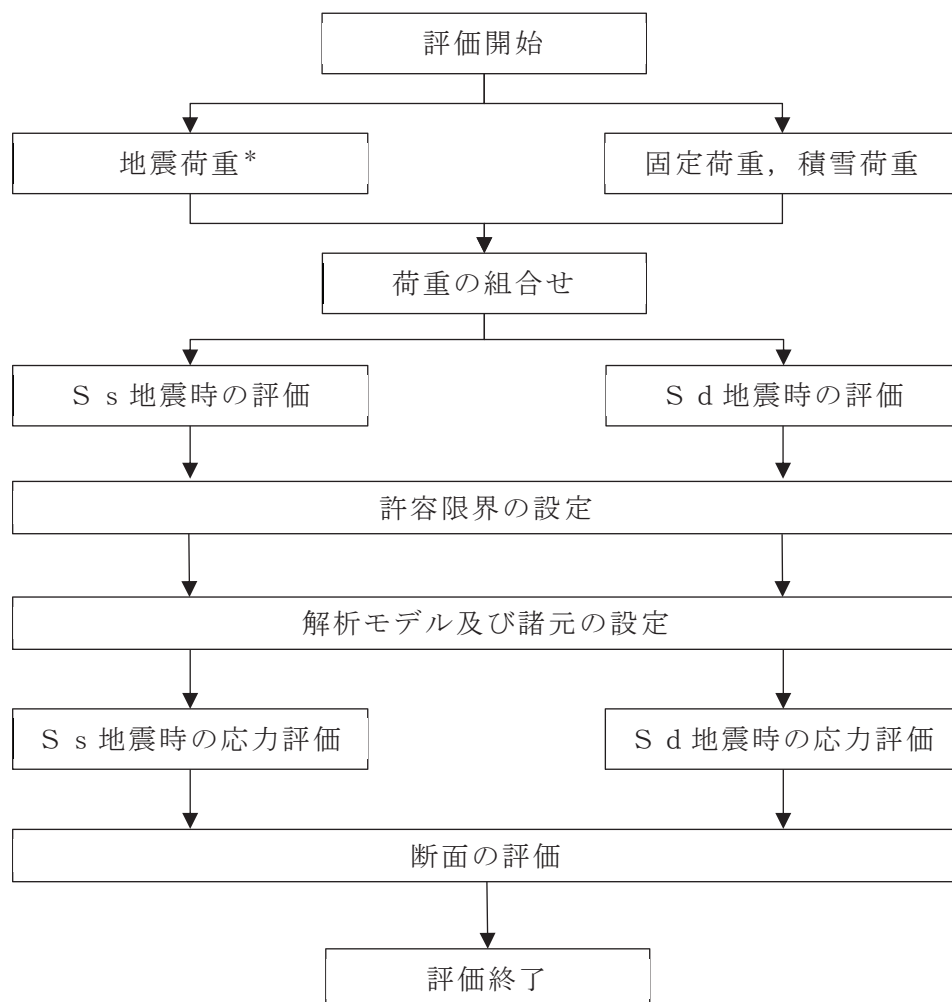 評価開始
地震荷重*
固定荷重,積雪荷重
荷重の組合せ
Ss地震時の評価
Sd地震時の評価
許容限界の設定
解析モデル及び諸元の設定
Ss地震時の応力評価
Sd地震時の応力評価
断面の評価
評価終了